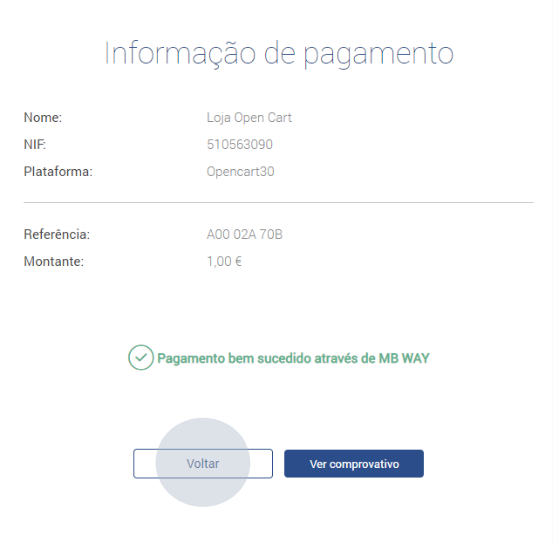 Informação de pagamento
Nome: Loja Open Cart
NIF: 510563090
Plataforma: Opencart30
Referência: A00 02A 70B
Montante: 1,00 €
Pagamento bem sucedido através de MB WAY
Voltar Ver comprovativo